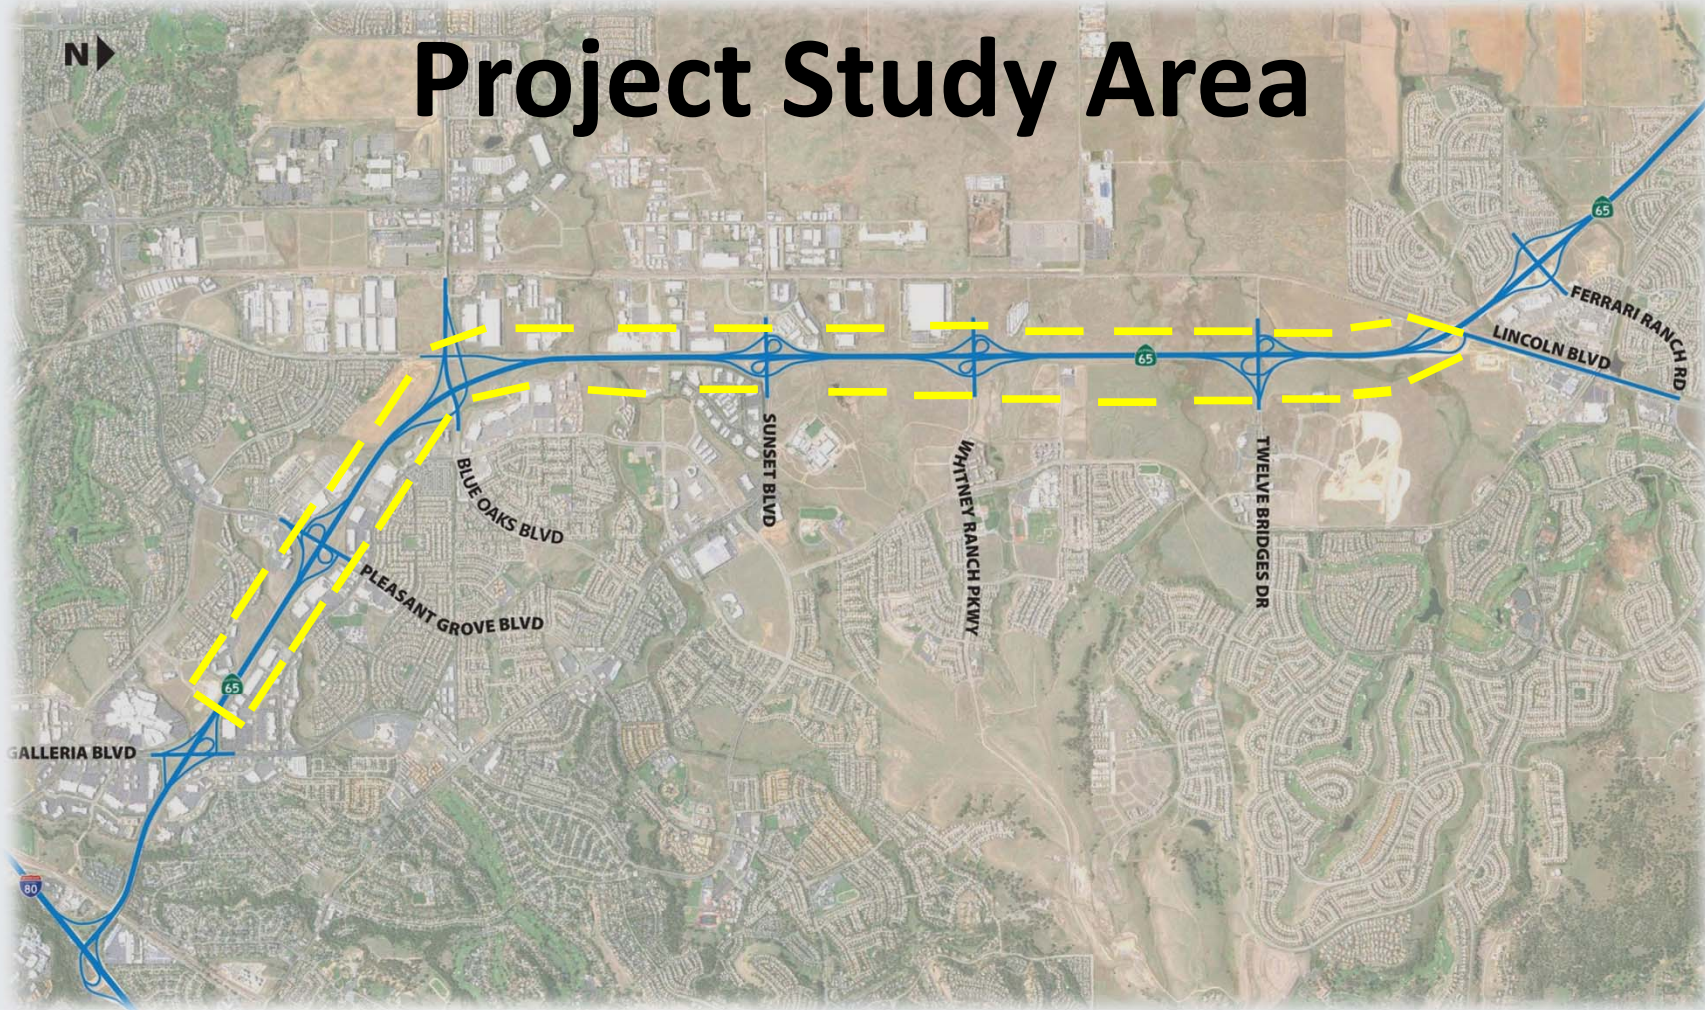 N
Project Study Area
65
FERRARI RANCH RD
LINCOLN BLVD
65
SUNSET BLVD
WHITNEY RANCH PKWY
TWELVE BRIDGES DR
BLUE OAKS BLVD
PLEASANT GROVE BLVD
65
GALLERIA BLVD
80